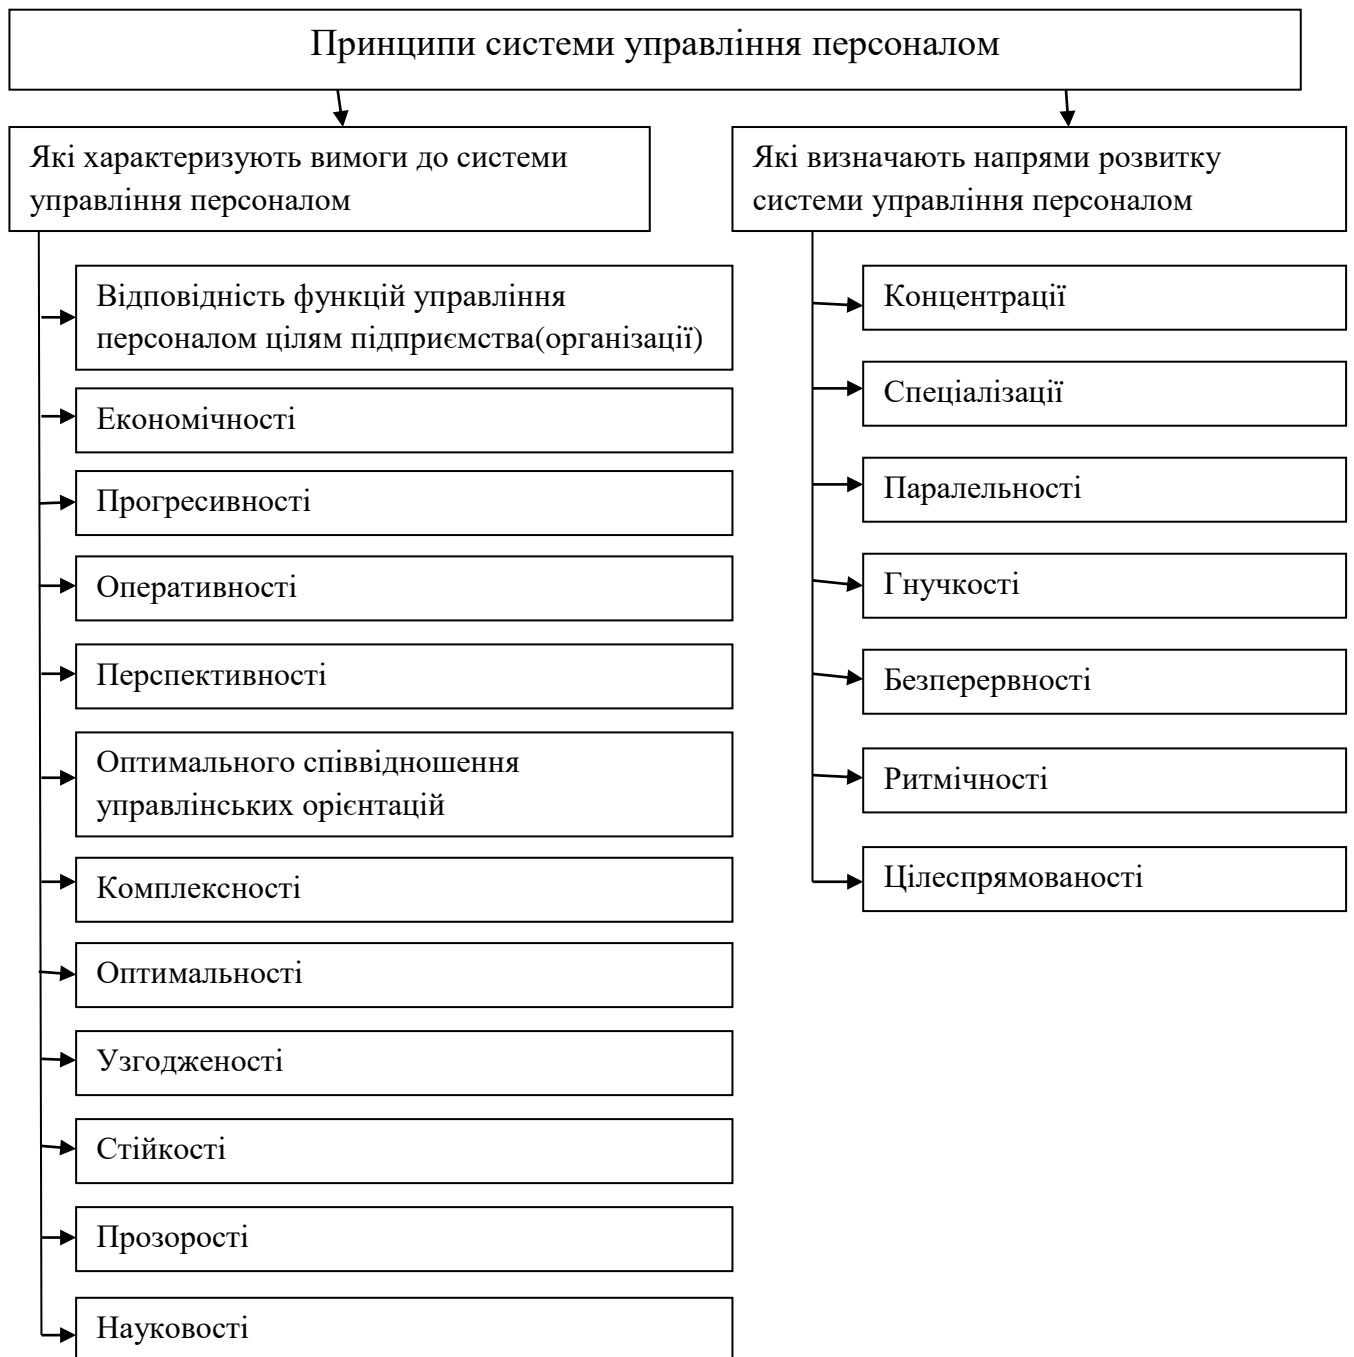 Принципи системи управління персоналом
Які характеризують вимоги до системи
управління персоналом
Відповідність функцій управління
персоналом цілям підприємства(організації)
Економічності
Прогресивності
Оперативності
Перспективності
Оптимального співвідношення
управлінських орієнтацій
Комплексності
Оптимальності
Узгодженості
Стійкості
Прозорості
Науковості
Які визначають напрями розвитку
системи управління персоналом
Концентрації
Спеціалізації
Паралельності
Гнучкості
Безперервності
Ритмічності
Цілеспрямованості